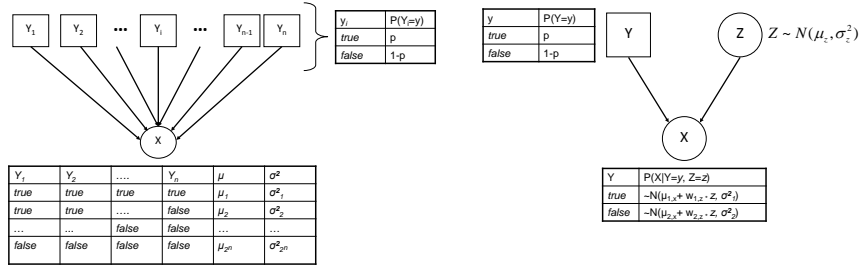 Y1 Y2 ... Yi ... Yn-1 Yn
X
yi P(Yi=y)
true p
false 1-p
Y1 Y2 .... Yn μ σ²
true true true true μ1 σ²1
true true .... false μ2 σ²2
... ... false false ... ...
false false false false μ2ⁿ σ²2ⁿ
y P(Y=y)
true p
false 1-p
Y Z Z ~ N(μz, σz²)
X
Y P(X|Y=y, Z=z)
true ~N(μ1,x+ w1,z · z, σ²1)
false ~N(μ2,x+ w2,z · z, σ²2)